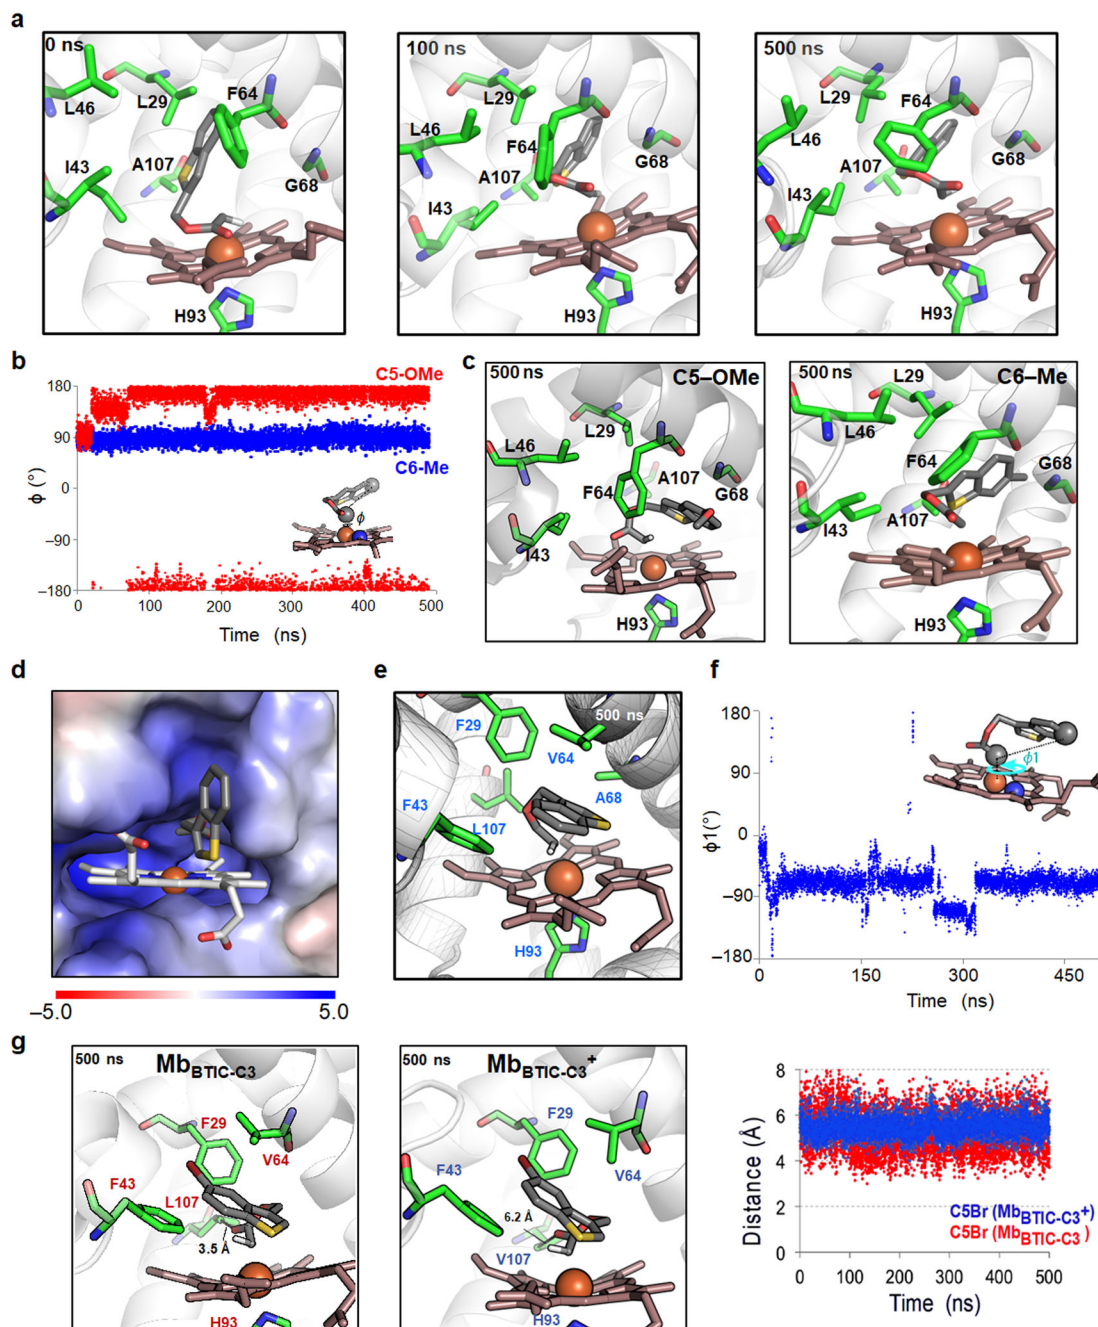 a
0 ns
L46
L29
F64
I43
A107
G68
H93
100 ns
L29
F64
L46
F64
A107
G68
I43
H93
500 ns
L29
F64
L46
A107
G68
I43
H93
b
180
90
0
−90
−180
ϕ (°)
C5-OMe
C6-Me
ϕ
0 100 200 300 400 500
Time (ns)
c
500 ns
C5–OMe
L29
L46
A107
F64
G68
I43
H93
500 ns
C6–Me
L29
L46
F64
G68
A107
I43
H93
d
−5.0 5.0
e
500 ns
F29
V64
A68
F43
L107
H93
f
180
90
0
−90
−180
ϕ1(°)
ϕ1
0 150 300 450
Time (ns)
g
500 ns
MbBTIC-C3
F29
V64
F43
L107
3.5 Å
H93
500 ns
MbBTIC-C3+
F29
V64
F43
6.2 Å
V107
H93
8
6
4
2
0
Distance (Å)
C5Br (MbBTIC-C3+)
C5Br (MbBTIC-C3)
0 100 200 300 400 500
Time (ns)